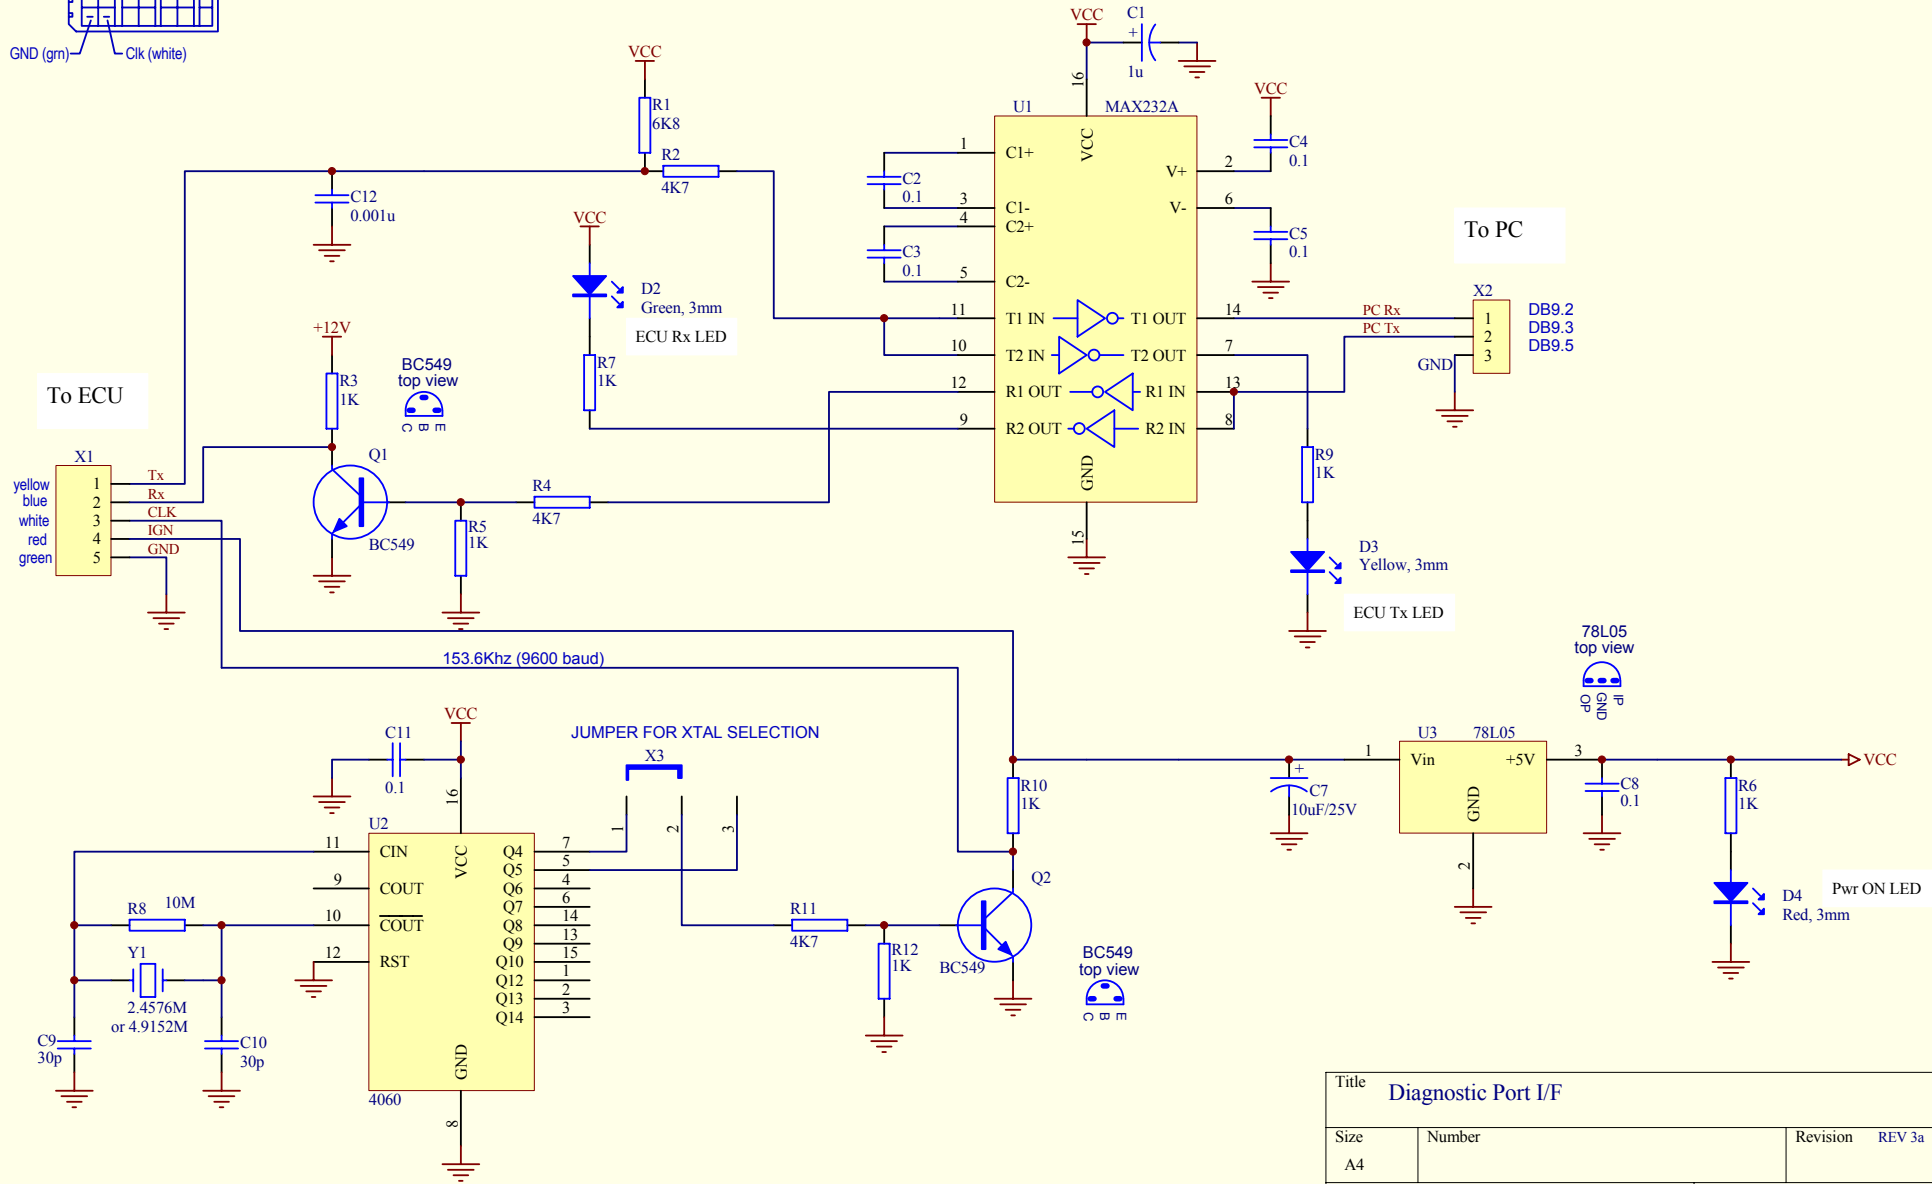 GND (grn)
Clk (white)
VCC
R1
6K8
R2
4K7
C12
0.001u
VCC
D2
Green, 3mm
ECU Rx LED
R7
1K
+12V
R3
1K
BC549
top view
C B E
To ECU
X1
yellow 1 Tx
blue 2 Rx
white 3 CLK
red 4 IGN
green 5 GND
Q1
BC549
R5
1K
R4
4K7
VCC
C1
+
1u
16
U1 MAX232A
VCC
1 C1+
C2
0.1
3 C1-
4 C2+
C3
0.1
5 C2-
11 T1 IN T1 OUT 14
10 T2 IN T2 OUT 7
12 R1 OUT R1 IN 13
9 R2 OUT R2 IN 8
GND
15
VCC
C4
0.1
V+ 2
V- 6
C5
0.1
To PC
X2
PC Rx 1 DB9.2
PC Tx 2 DB9.3
GND 3 DB9.5
R9
1K
D3
Yellow, 3mm
ECU Tx LED
153.6Khz (9600 baud)
78L05
top view
OP GND IP
VCC
C11
0.1
16
JUMPER FOR XTAL SELECTION
X3
1 2 3
U2
VCC
11 CIN
9 COUT
10 COUT
12 RST
Q4 7
Q5 5
Q6 4
Q7 6
Q8 14
Q9 13
Q10 15
Q12 1
Q13 2
Q14 3
GND
4060
8
R8 10M
Y1
2.4576M
or 4.9152M
C9
30p
C10
30p
R11
4K7
R12
1K
R10
1K
Q2
BC549
BC549
top view
C B E
+
C7
10uF/25V
U3 78L05
1 Vin +5V 3
GND
2
C8
0.1
R6
1K
VCC
D4
Red, 3mm
Pwr ON LED
Title
Diagnostic Port I/F
Size
A4
Number
Revision REV 3a